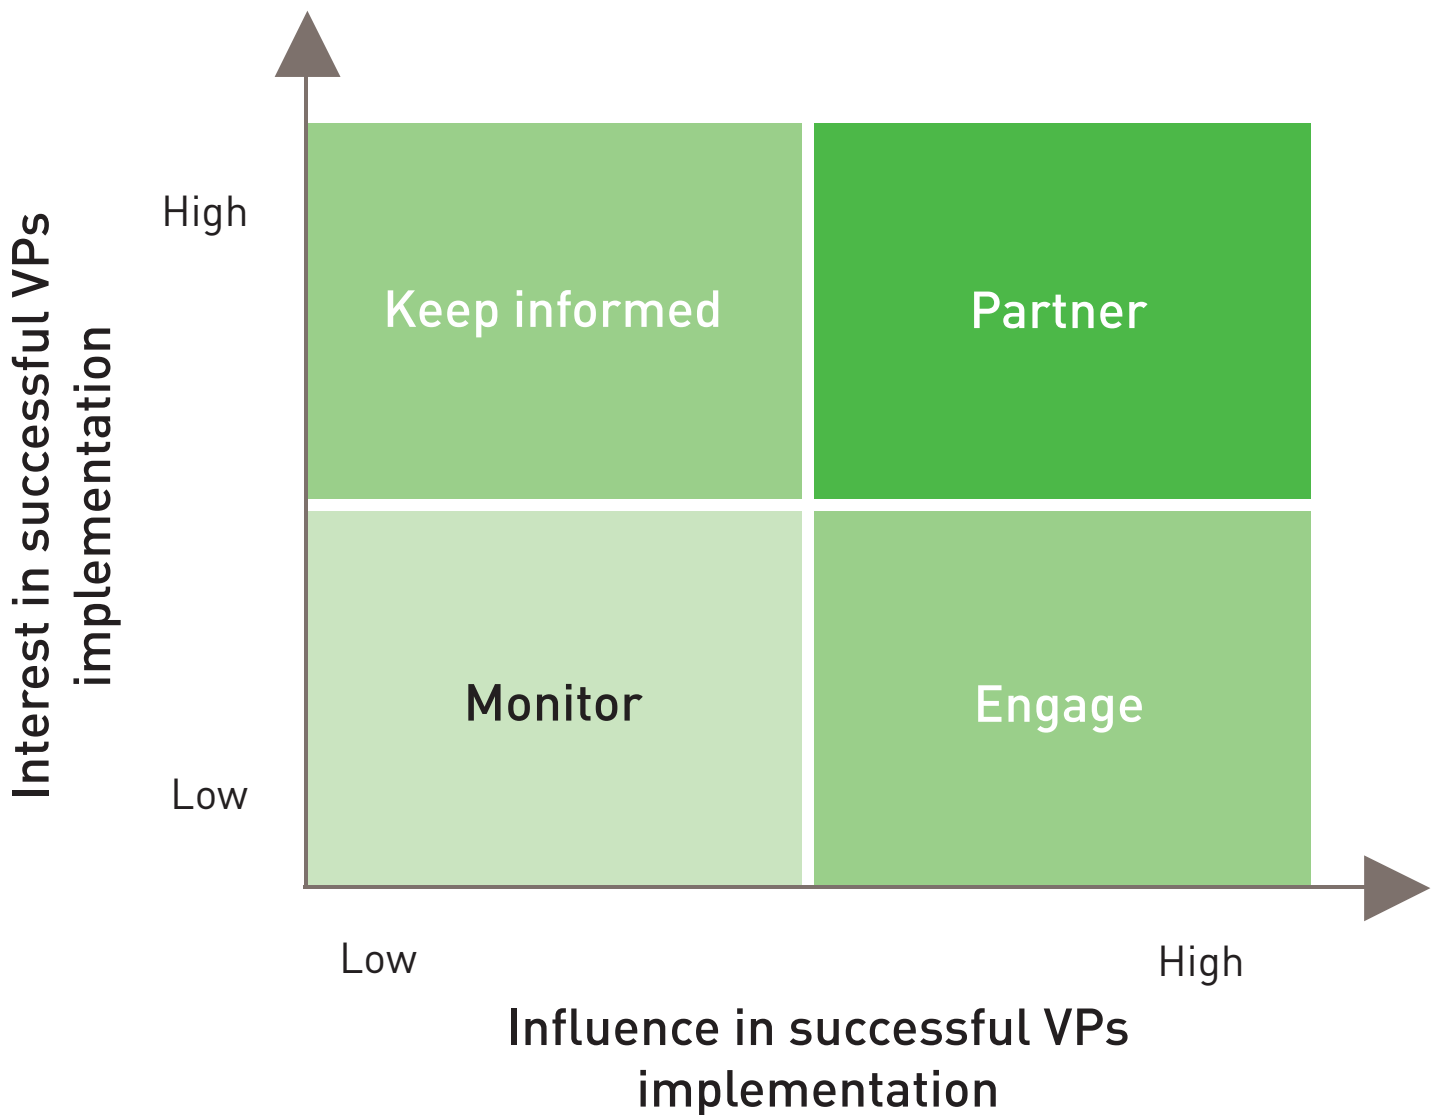 Interest in successful VPs
implementation
High
Keep informed
Partner
Low
Monitor
Engage
Low
High
Influence in successful VPs
implementation